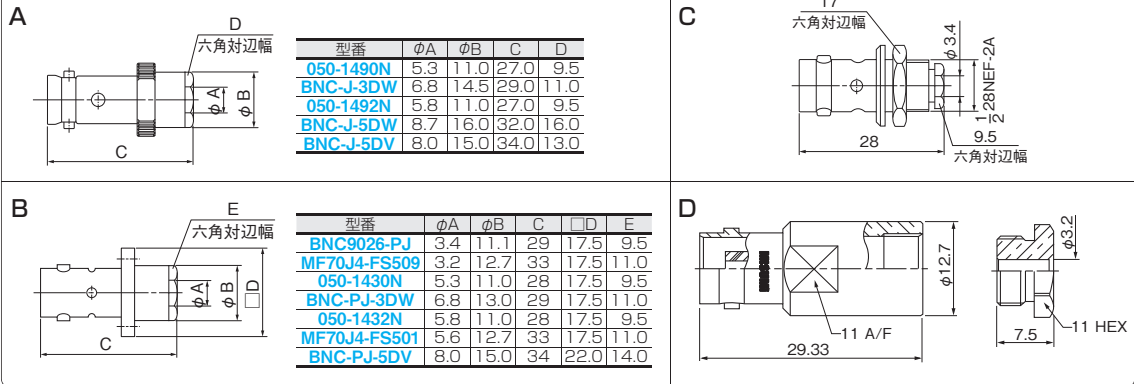 A
D
六角対辺幅
φA
φB
C
型番 φA φB C D
050-1490N 5.3 11.0 27.0 9.5
BNC-J-3DW 6.8 14.5 29.0 11.0
050-1492N 5.8 11.0 27.0 9.5
BNC-J-5DW 8.7 16.0 32.0 16.0
BNC-J-5DV 8.0 15.0 34.0 13.0
C
17
六角対辺幅
φ3.4
1/2 28NEF-2A
28
9.5
六角対辺幅
B
E
六角対辺幅
φA
φB
□D
C
型番 φA φB C □D E
BNC9026-PJ 3.4 11.1 29 17.5 9.5
MF70J4-FS509 3.2 12.7 33 17.5 11.0
050-1430N 5.3 11.0 28 17.5 9.5
BNC-PJ-3DW 6.8 13.0 29 17.5 11.0
050-1432N 5.8 11.0 28 17.5 9.5
MF70J4-FS501 5.6 12.7 33 17.5 11.0
BNC-PJ-5DV 8.0 15.0 34 22.0 14.0
D
φ12.7
11 A/F
29.33
φ3.2
11 HEX
7.5